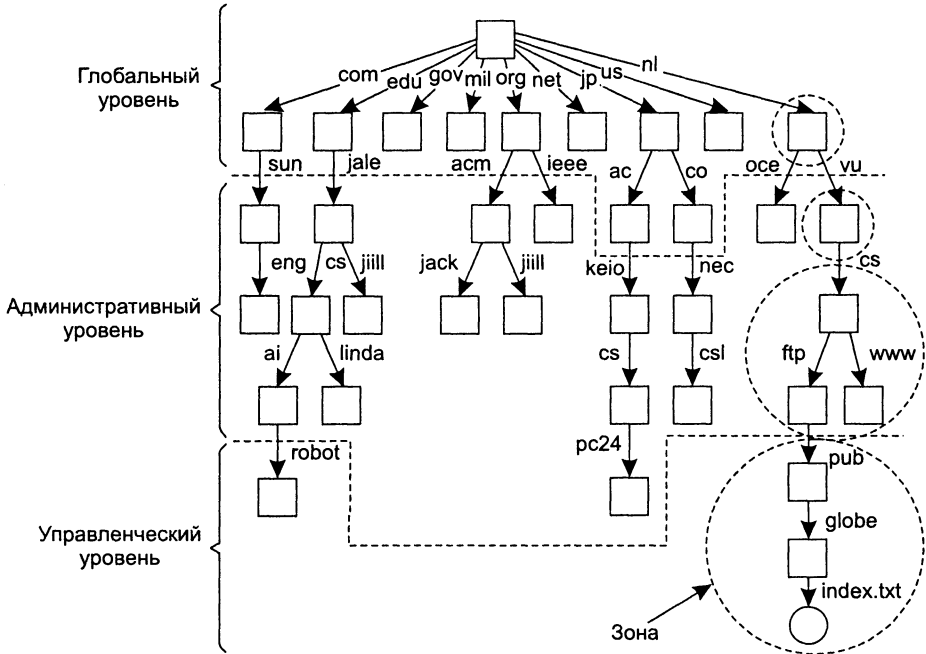 Глобальный
уровень
com
edu
gov
mil
org
net
jp
us
nl
sun
jale
acm
ieee
ac
co
oce
vu
Административный
уровень
eng
cs
jiill
jack
jiill
keio
nec
cs
ai
linda
cs
csl
ftp
www
Управленческий
уровень
robot
pc24
pub
globe
index.txt
Зона